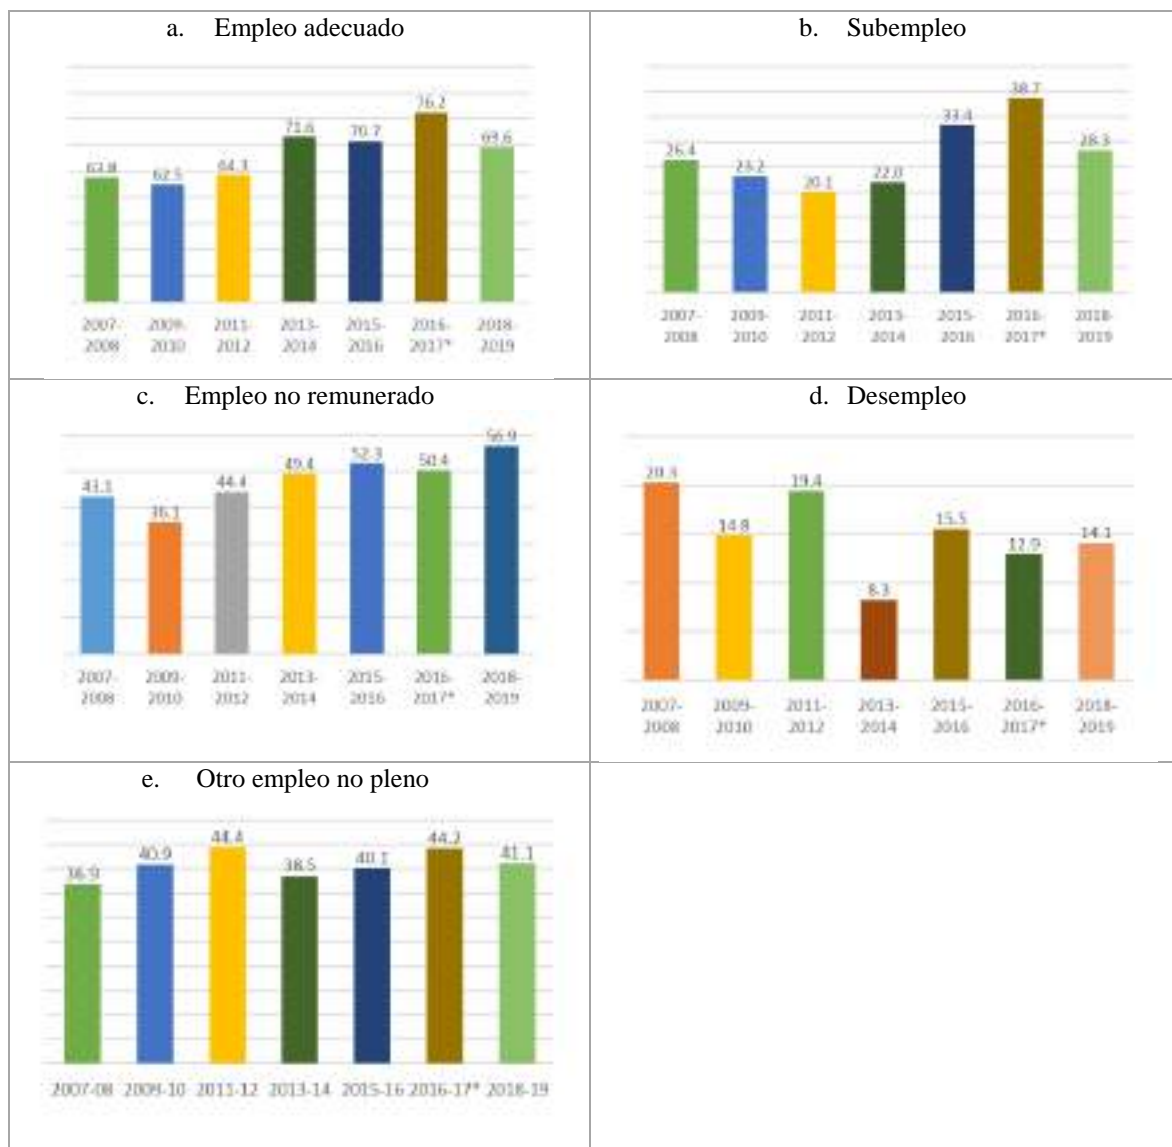 a. Empleo adecuado
63.8 62.5 64.3 71.6 70.7 76.2 69.6
2007- 2009- 2011- 2013- 2015- 2016- 2018-
2008 2010 2012 2014 2016 2017* 2019
b. Subempleo
26.4 23.2 20.1 22.0 33.4 38.7 28.3
2007- 2009- 2011- 2013- 2015- 2016- 2018-
2008 2010 2012 2014 2016 2017* 2019
c. Empleo no remunerado
43.1 36.1 44.4 49.4 52.3 50.4 56.9
2007- 2009- 2011- 2013- 2015- 2016- 2018-
2008 2010 2012 2014 2016 2017* 2019
d. Desempleo
20.3 14.8 19.4 8.3 15.5 12.9 14.1
2007- 2009- 2011- 2013- 2015- 2016- 2018-
2008 2010 2012 2014 2016 2017* 2019
e. Otro empleo no pleno
36.9 40.9 44.4 38.5 40.1 44.2 41.1
2007-08 2009-10 2011-12 2013-14 2015-16 2016-17* 2018-19